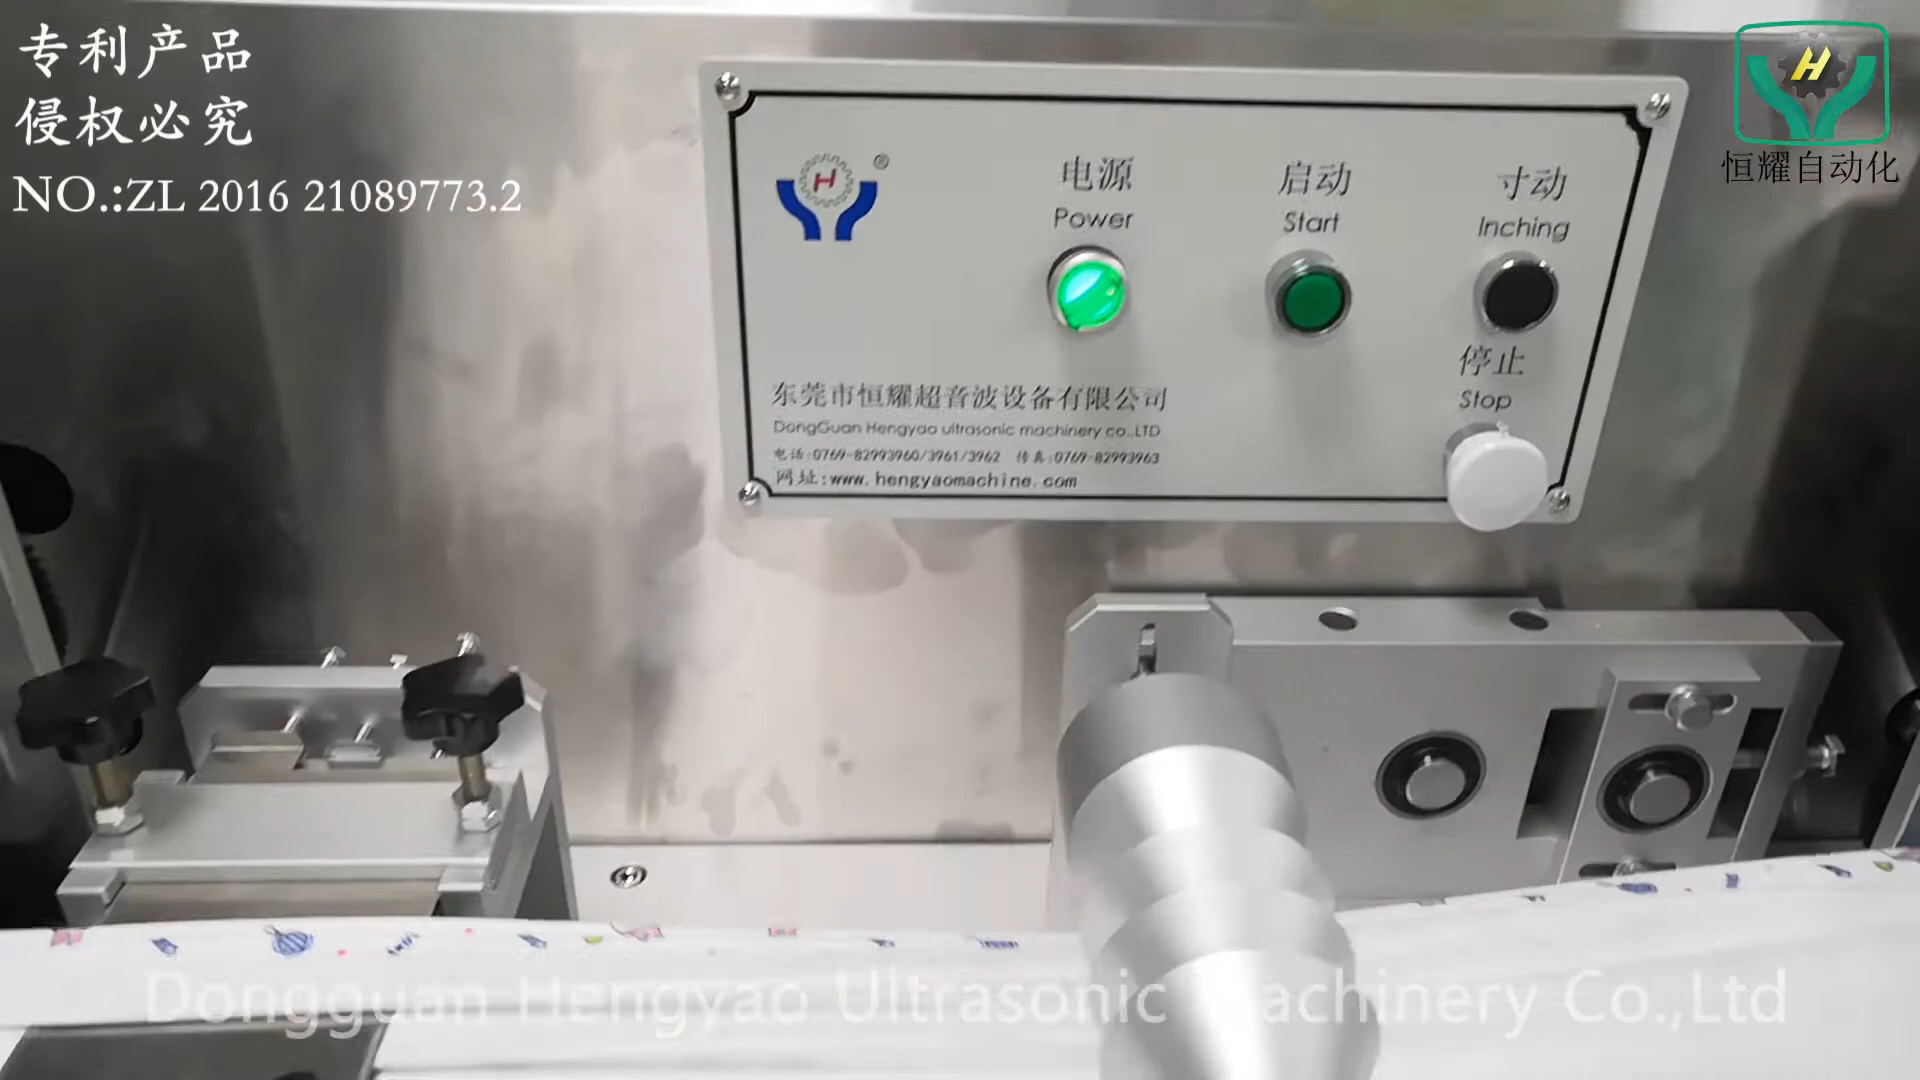 专利产品
侵权必究
NO.:ZL 2016 21089773.2
H
恒耀自动化
H ®
电源
Power
启动
Start
寸动
Inching
停止
Stop
东莞市恒耀超音波设备有限公司
DongGuan Hengyao ultrasonic machinery co.,LTD
电话:0769-82993960/3961/3962 传真:0769-82993963
网址:www.hengyaomachine.com
Dongguan Hengyao Ultrasonic Machinery Co.,Ltd